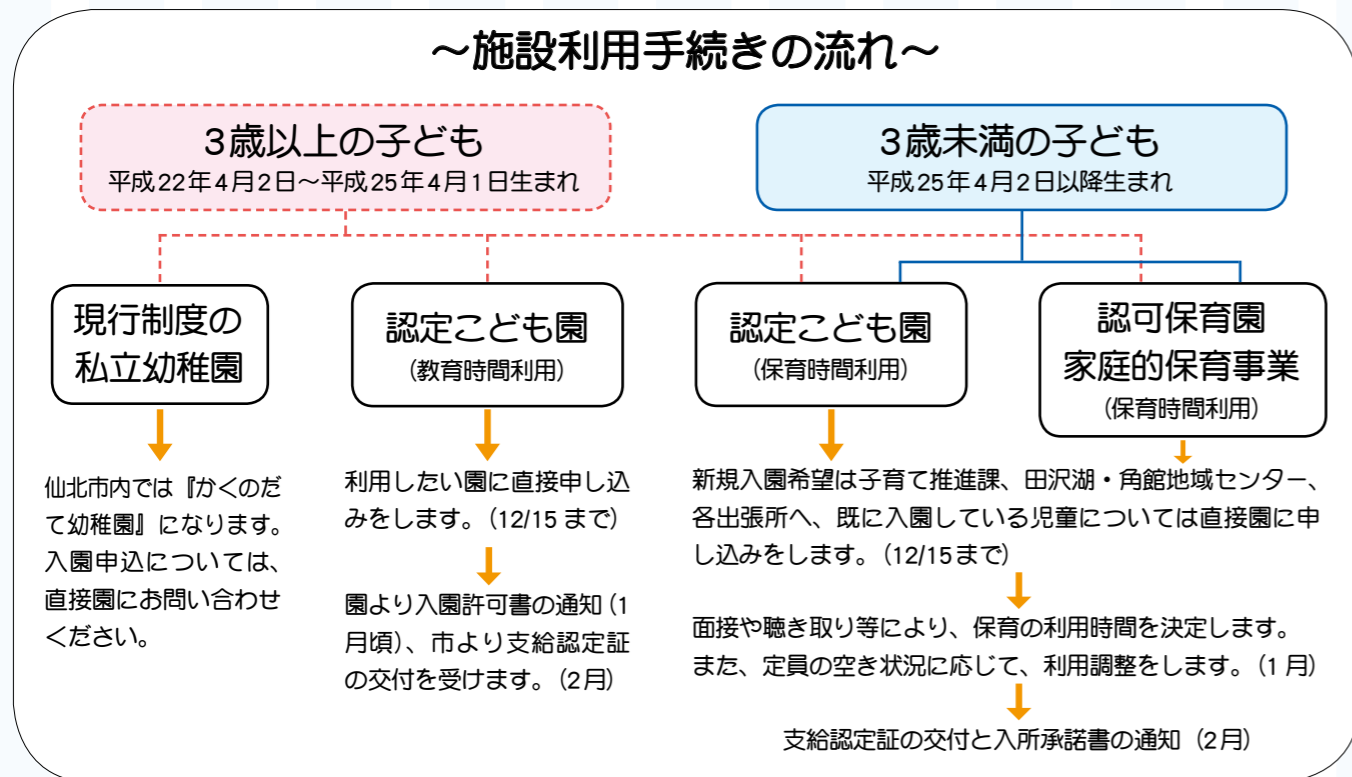 ～施設利用手続きの流れ～
3歳以上の子ども
平成22年4月2日～平成25年4月1日生まれ
3歳未満の子ども
平成25年4月2日以降生まれ
現行制度の
私立幼稚園
仙北市内では『かくのだ
て幼稚園』になります。
入園申込については、
直接園にお問い合わせ
ください。
認定こども園
(教育時間利用)
利用したい園に直接申し込
みをします。(12/15 まで)
園より入園許可書の通知(1
月頃)、市より支給認定証
の交付を受けます。(2月)
認定こども園
(保育時間利用)
認可保育園
家庭的保育事業
(保育時間利用)
新規入園希望は子育て推進課、田沢湖・角館地域センター、
各出張所へ、既に入園している児童については直接園に申
し込みをします。(12/15まで)
面接や聴き取り等により、保育の利用時間を決定します。
また、定員の空き状況に応じて、利用調整をします。(1月)
支給認定証の交付と入所承諾書の通知 (2月)